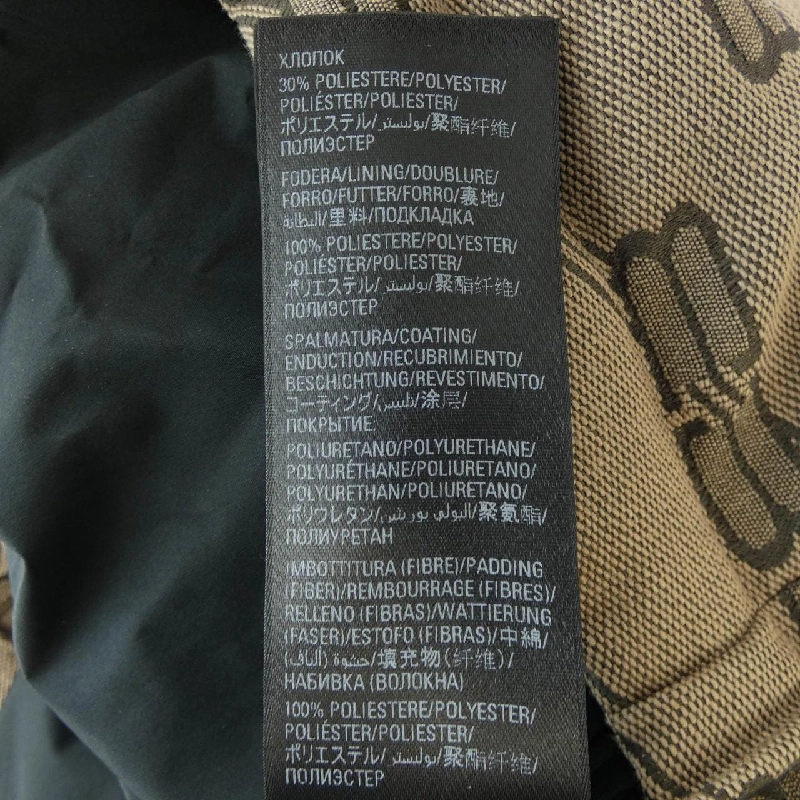 ХЛОПОК
30% POLIESTERE/POLYESTER/
POLIÉSTER/POLIESTER/
ポリエステル/بوليستر/聚酯纤维/
ПОЛИЭСТЕР
FODERA/LINING/DOUBLURE/
FORRO/FUTTER/FORRO/裏地/
البطانة/里料/ПОДКЛАДКА
100% POLIESTERE/POLYESTER/
POLIÉSTER/POLIESTER/
ポリエステル/بوليستر/聚酯纤维/
ПОЛИЭСТЕР
SPALMATURA/COATING/
ENDUCTION/RECUBRIMIENTO/
BESCHICHTUNG/REVESTIMENTO/
コーティング/طلبس/涂层/
ПОКРЫТИЕ
POLIURETANO/POLYURETHANE/
POLYURÉTHANE/POLIURETANO/
POLYURETHAN/POLIURETANO/
ポリウレタン/البولي يوريثين/聚氨酯/
ПОЛИУРЕТАН
IMBOTTITURA (FIBRE)/PADDING
(FIBER)/REMBOURRAGE (FIBRES)/
RELLENO (FIBRAS)/WATTIERUNG
(FASER)/ESTOFO (FIBRAS)/中綿/
حشوة (الياف)/填充物(纤维)/
НАБИВКА (ВОЛОКНА)
100% POLIESTERE/POLYESTER/
POLIÉSTER/POLIESTER/
ポリエステル/بوليستر/聚酯纤维/
ПОЛИЭСТЕР